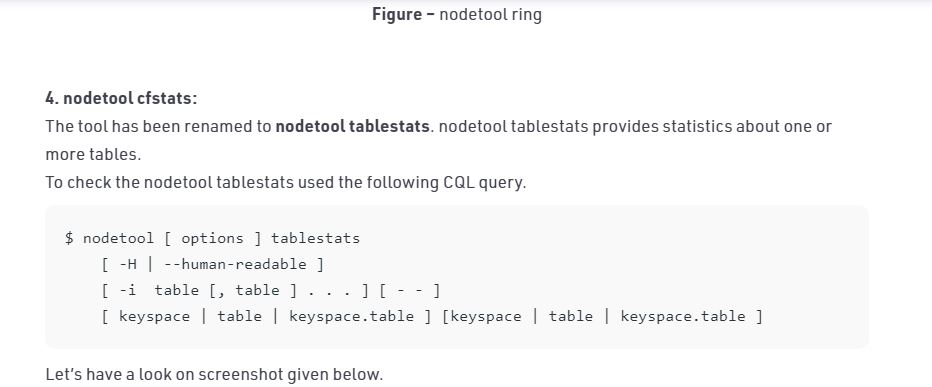 Figure – nodetool ring
4. nodetool cfstats:
The tool has been renamed to nodetool tablestats. nodetool tablestats provides statistics about one or
more tables.
To check the nodetool tablestats used the following CQL query.
$ nodetool [ options ] tablestats
[ -H | --human-readable ]
[ -i  table [, table ] . . . ] [ - - ]
[ keyspace | table | keyspace.table ] [keyspace | table | keyspace.table ]
Let's have a look on screenshot given below.